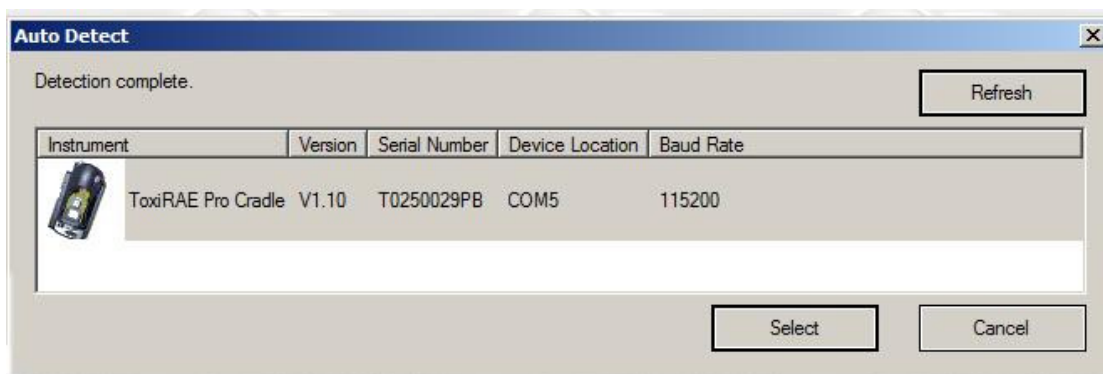 Auto Detect
Detection complete.
Refresh
Instrument Version Serial Number Device Location Baud Rate
ToxiRAE Pro Cradle V1.10 T0250029PB COM5 115200
Select Cancel